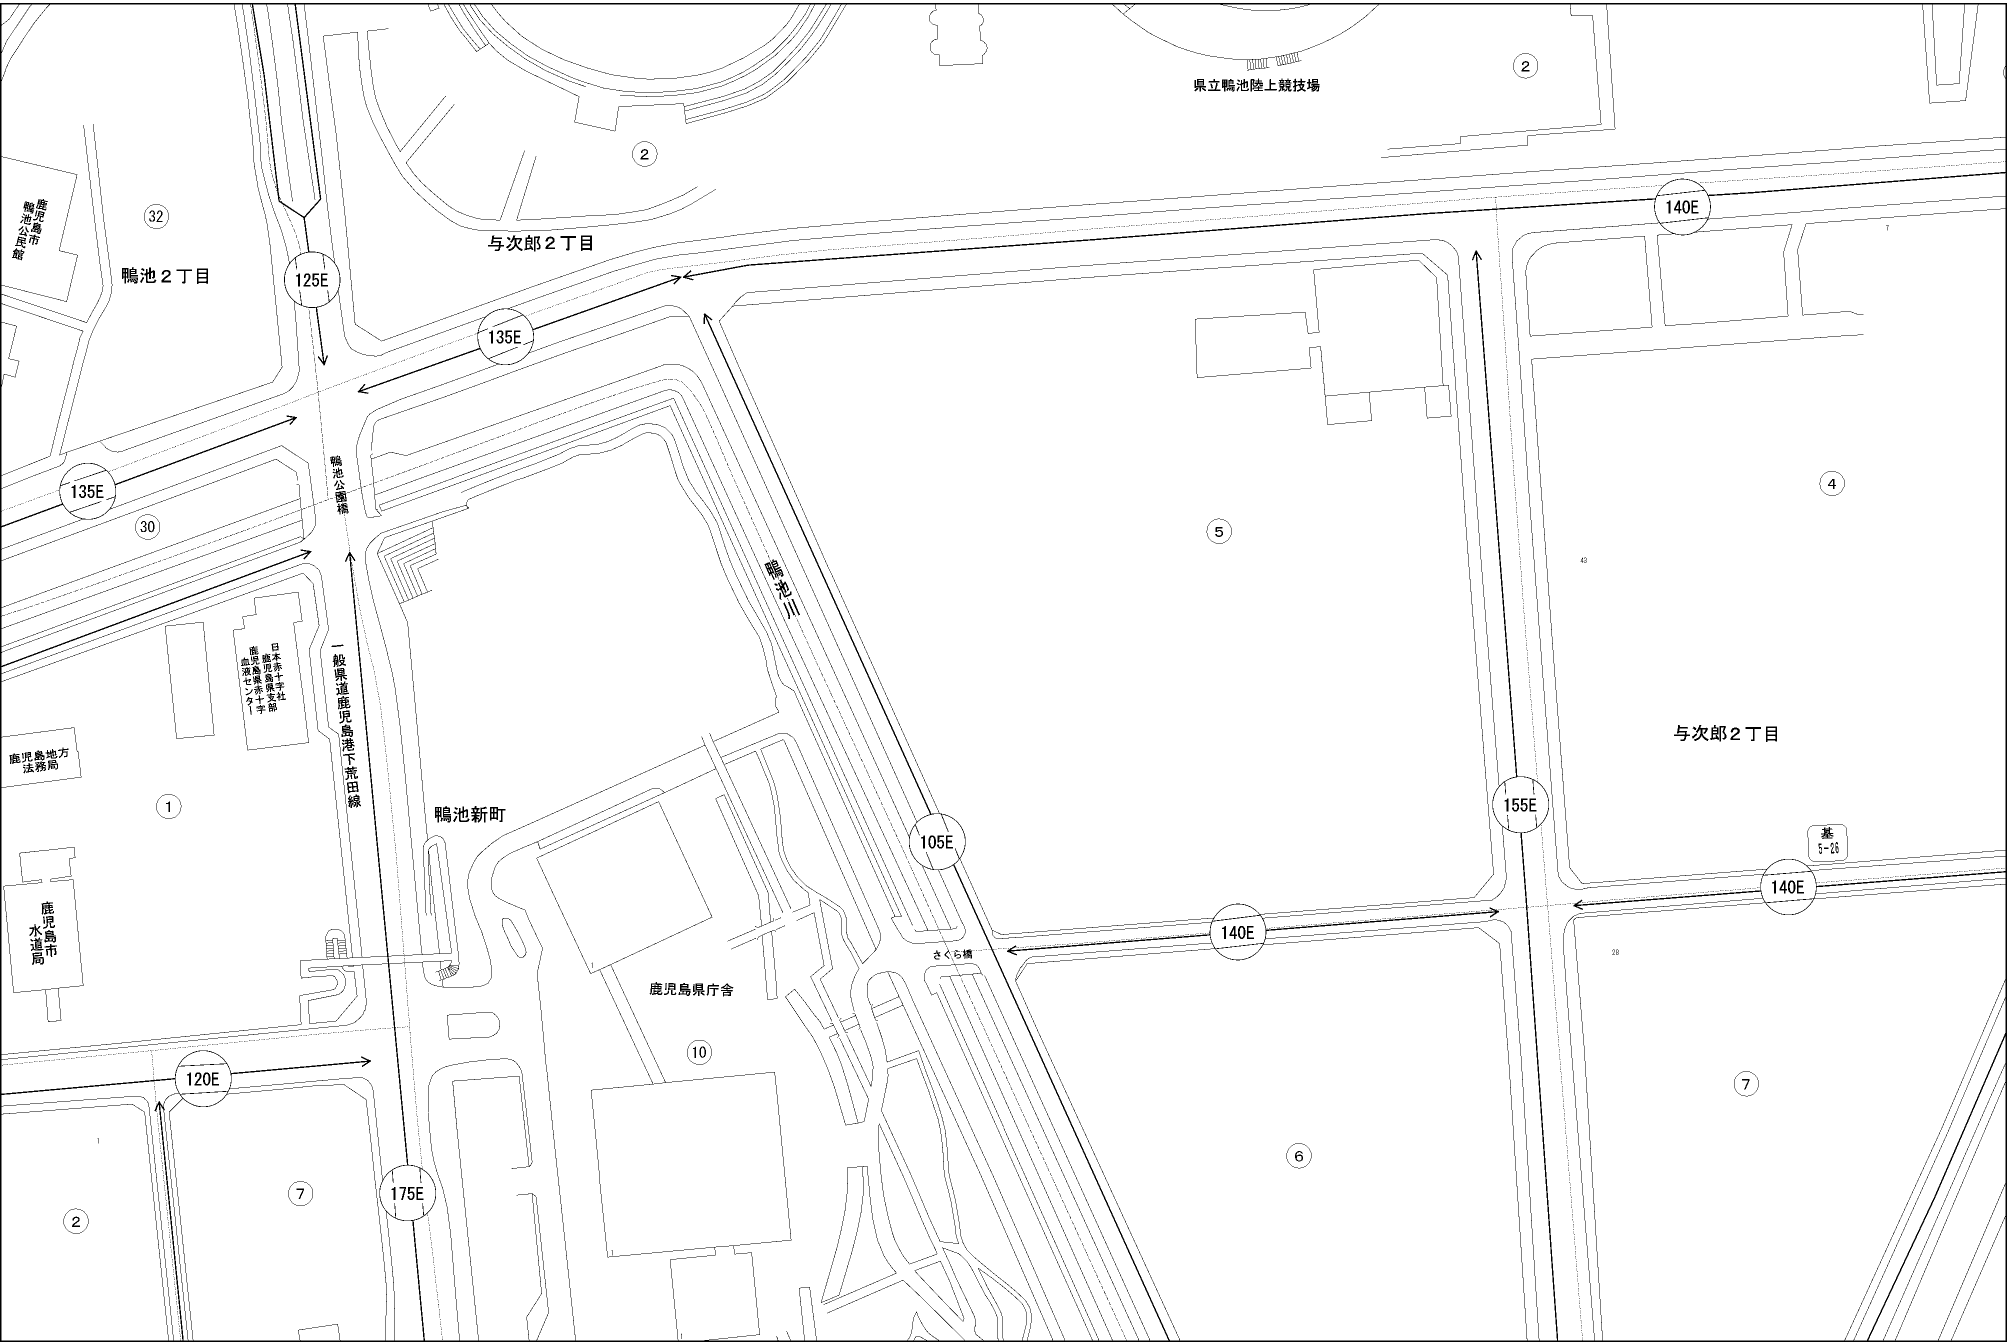 県立鴨池陸上競技場
2
2
鹿児島市
鴨池公民館
32
鴨池２丁目
与次郎２丁目
140E
7
125E
135E
135E
30
鴨池公園橋
鴨池川
5
4
43
日本赤十字社
鹿児島県支部
鹿児島県赤十字
血液センター
一般県道鹿児島港下荒田線
鹿児島地方
法務局
1
鴨池新町
与次郎２丁目
155E
105E
基
5-26
140E
140E
鹿児島市
水道局
さくら橋
28
鹿児島県庁舎
10
120E
7
1
6
7
2
175E